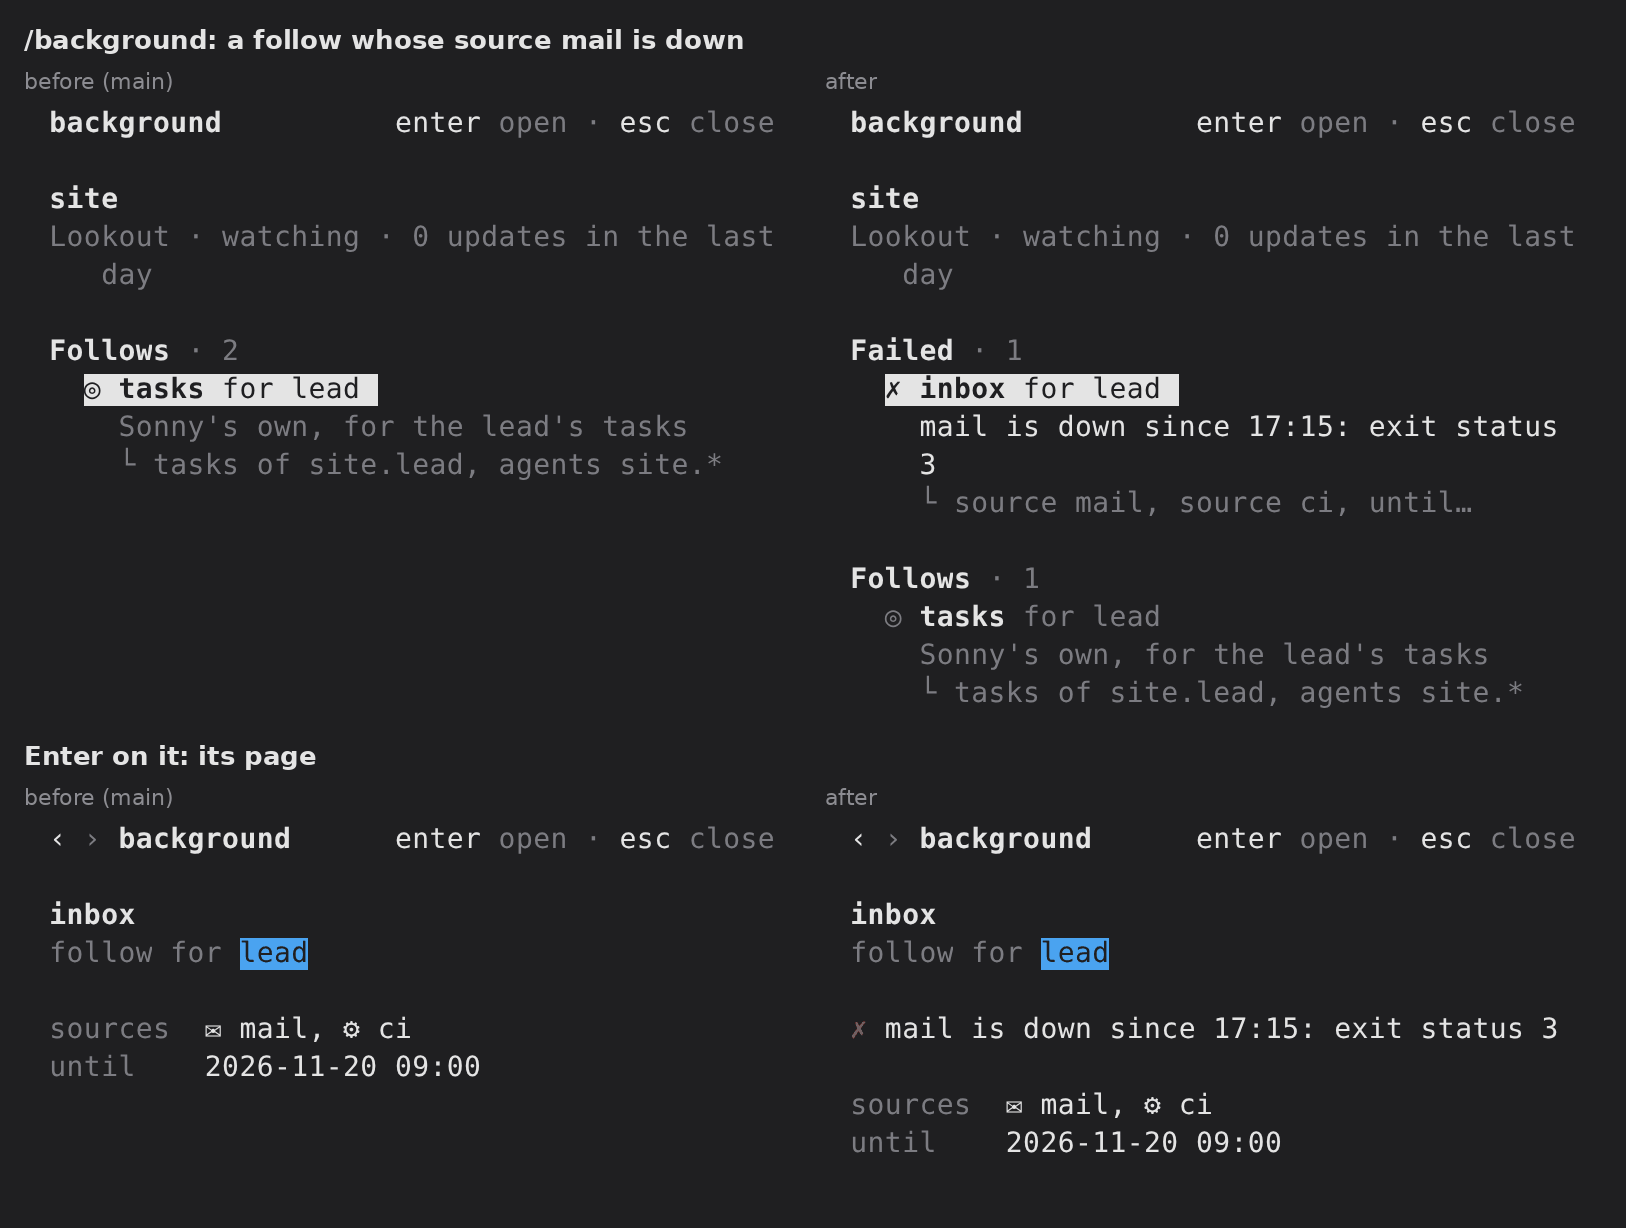 /background: a follow whose source mail is down
before (main)
background enter open · esc close
site
Lookout · watching · 0 updates in the last
day
Follows · 2
◎ tasks for lead
Sonny's own, for the lead's tasks
└ tasks of site.lead, agents site.*
after
background enter open · esc close
site
Lookout · watching · 0 updates in the last
day
Failed · 1
✗ inbox for lead
mail is down since 17:15: exit status
3
└ source mail, source ci, until…
Follows · 1
◎ tasks for lead
Sonny's own, for the lead's tasks
└ tasks of site.lead, agents site.*
Enter on it: its page
before (main)
‹ › background enter open · esc close
inbox
follow for lead
sources ✉ mail, ⚙ ci
until 2026-11-20 09:00
after
‹ › background enter open · esc close
inbox
follow for lead
✗ mail is down since 17:15: exit status 3
sources ✉ mail, ⚙ ci
until 2026-11-20 09:00